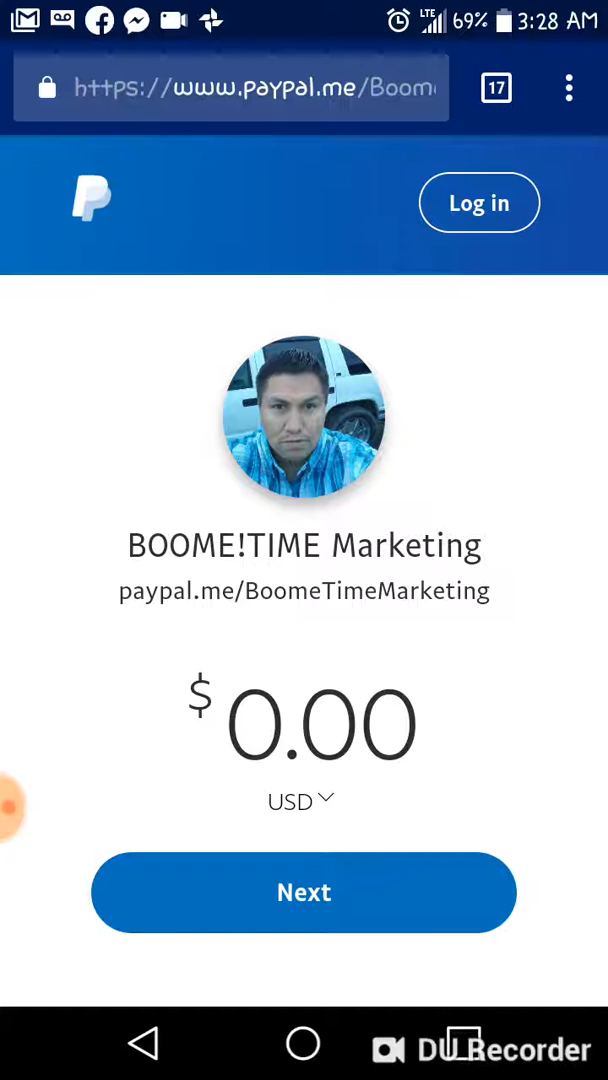 LTE 69% 3:28 AM
https://www.paypal.me/Boom
17
Log in
BOOME!TIME Marketing
paypal.me/BoomeTimeMarketing
$ 0.00
USD
Next
DU Recorder